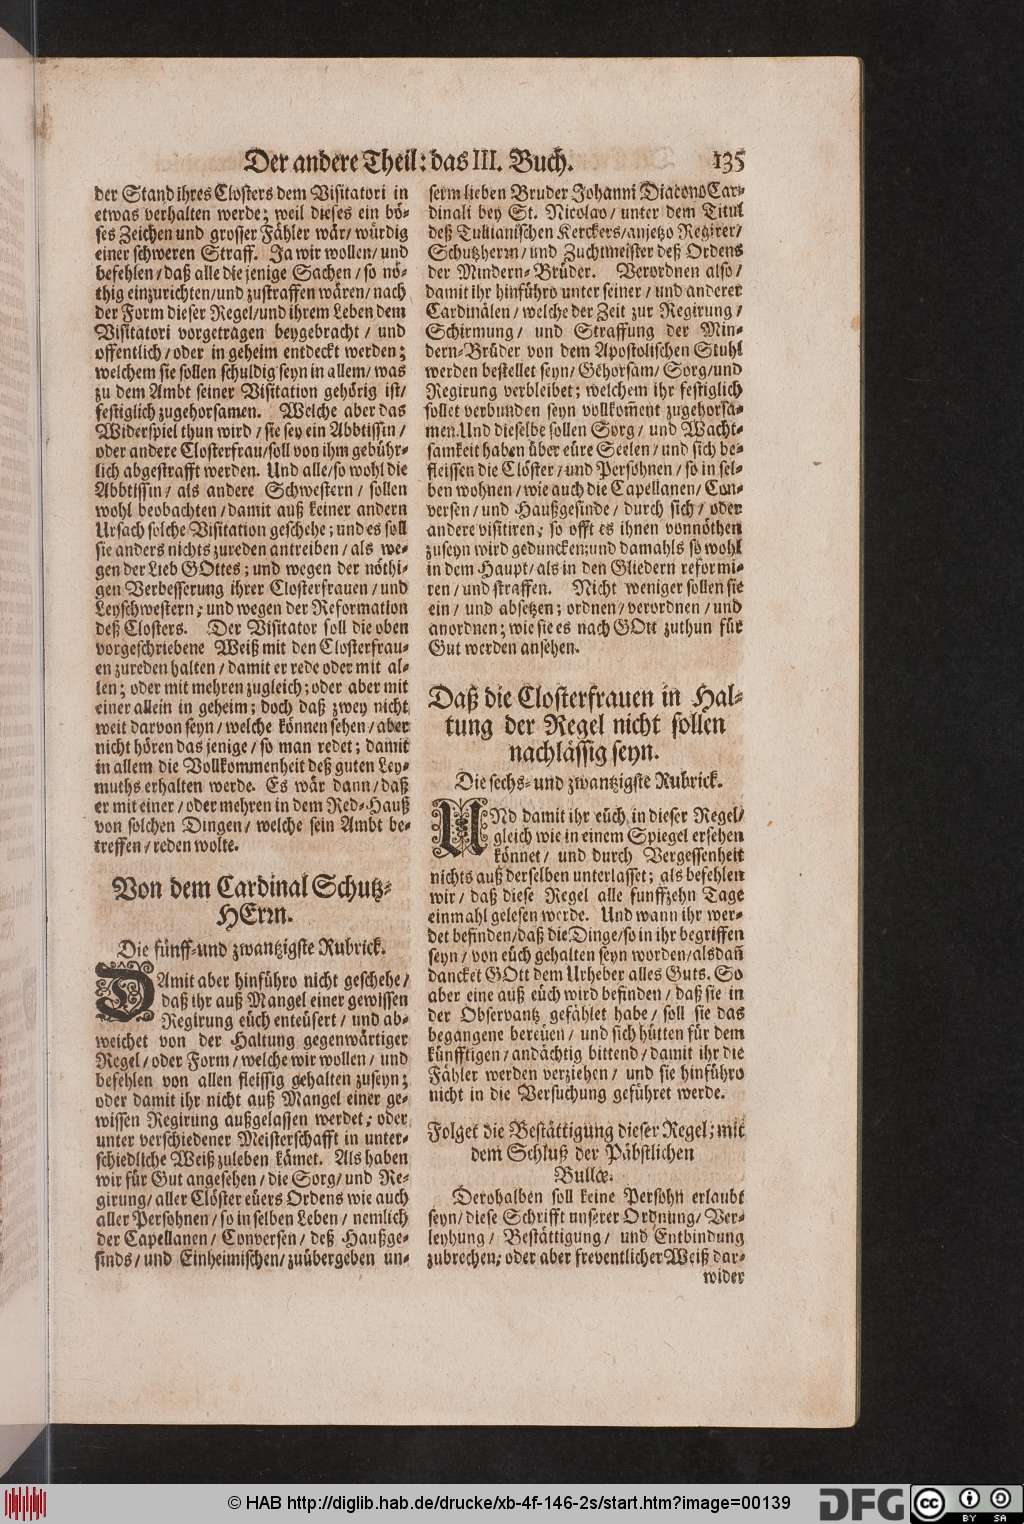 Der andere Theil: das III. Buch. 135
der Stand ihres Closters dem Visitatori in
etwas verhalten werde; weil dieses ein bö-
ses Zeichen und grosser Fähler wär/ würdig
einer schweren Straff. Ja wir wollen/ und
befehlen/ daß alle die jenige Sachen/ so nö-
thig einzurichten/ und zustraffen wären/ nach
der Form dieser Regel/ und ihrem Leben dem
Visitatori vorgetragen beygebracht/ und
offentlich/ oder in geheim entdeckt werden;
welchem sie sollen schuldig seyn in allem/ was
zu dem Ambt seiner Visitation gehörig ist/
festiglich zugehorsamen. Welche aber das
Widerspiel thun wird/ sie sey ein Abbtissin/
oder andere Closterfrau/ soll von ihm gebühr-
lich abgestrafft werden. Und alle/ so wohl die
Abbtissin/ als andere Schwestern/ sollen
wohl beobachten/ damit auß keiner andern
Ursach solche Visitation geschehe; und es soll
sie anders nichts zureden antreiben/ als we-
gen der Lieb GOttes; und wegen der nöthi-
gen Verbesserung ihrer Closterfrauen/ und
Leyschwestern; und wegen der Reformation
deß Closters. Der Visitator soll die oben
vorgeschriebene Weiß mit den Closterfrau-
en zureden halten/ damit er rede oder mit al-
len; oder mit mehren zugleich; oder aber mit
einer allein in geheim; doch daß zwey nicht
weit darvon seyn/ welche können sehen/ aber
nicht hören das jenige/ so man redet; damit
in allem die Vollkommenheit deß guten Ley-
muths erhalten werde. Es wär dann/ daß
er mit einer/ oder mehren in dem Red-Hauß
von solchen Dingen/ welche sein Ambt be-
treffen/ reden wolte.
Von dem Cardinal Schutz-
HErrn.
Die fünff- und zwantzigste Rubrick.
DAmit aber hinführo nicht geschehe/
daß ihr auß Mangel einer gewissen
Regirung eüch enteüsert/ und ab-
weichet von der Haltung gegenwärtiger
Regel/ oder Form/ welche wir wollen/ und
befehlen von allen fleissig gehalten zuseyn;
oder damit ihr nicht auß Mangel einer ge-
wissen Regirung außgelassen werdet; oder
unter verschiedener Meisterschafft in unter-
schiedliche Weiß zuleben kämet. Als haben
wir für Gut angesehen/ die Sorg/ und Re-
girung/ aller Clöster eüers Ordens wie auch
aller Persohnen/ so in selben Leben/ nemlich
der Capellanen/ Conversen/ deß Haußge-
sinds/ und Einheimischen/ zuübergeben un-
serm lieben Bruder Johanni Diacono Car-
dinali bey St. Nicolao/ unter dem Titul
deß Tullianischen Kerckers/ anjetzo Regirer/
Schutzherrn/ und Zuchtmeister deß Ordens
der Mindern-Brüder. Verordnen also/
damit ihr hinführo unter seiner/ und anderer
Cardinälen/ welche der Zeit zur Regirung/
Schirmung/ und Straffung der Min-
dern-Brüder von dem Apostolischen Stuhl
werden bestellet seyn/ Gehorsam/ Sorg/ und
Regirung verbleibet; welchem ihr festiglich
sollet verbunden seyn vollkom̃ent zugehorsa-
men. Und dieselbe sollen Sorg/ und Wacht-
samkeit haben über eüre Seelen/ und sich be-
fleissen die Clöster/ und Persohnen/ so in sel-
ben wohnen/ wie auch die Capellanen/ Con-
versen/ und Haußgesinde/ durch sich/ oder
andere visitiren; so offt es ihnen vonnöthen
zuseyn wird geduncken; und damahls so wohl
in dem Haupt/ als in den Gliedern reformi-
ren/ und straffen. Nicht weniger sollen sie
ein/ und absetzen; ordnen/ verordnen/ und
anordnen; wie sie es nach GOtt zuthun für
Gut werden ansehen.
Daß die Closterfrauen in Hal-
tung der Regel nicht sollen
nachlässig seyn.
Die sechs- und zwantzigste Rubrick.
UNd damit ihr eüch in dieser Regel/
gleich wie in einem Spiegel ersehen
könnet/ und durch Vergessenheit
nichts auß derselben unterlasset; als befehlen
wir/ daß diese Regel alle funffzehn Tage
einmahl gelesen werde. Und wann ihr wer-
det befinden/ daß die Dinge/ so in ihr begriffen
seyn/ von eüch gehalten seyn worden/ alsdañ
dancket GOtt dem Urheber alles Guts. So
aber eine auß eüch wird befinden/ daß sie in
der Observantz gefählet habe/ soll sie das
begangene bereüen/ und sich hütten für dem
künfftigen/ andächtig bittend/ damit ihr die
Fähler werden verziehen/ und sie hinführo
nicht in die Versuchung geführet werde.
Folget die Bestättigung dieser Regel; mit
dem Schluß der Päbstlichen
Bullæ.
Derohalben soll keine Persohn erlaubt
seyn/ diese Schrifft unserer Ordnung/ Ver-
leyhung/ Bestättigung/ und Entbindung
zubrechen; oder aber freventlicher Weiß dar-
wider
© HAB http://diglib.hab.de/drucke/xb-4f-146-2s/start.htm?image=00139
DFG
cc
BY SA